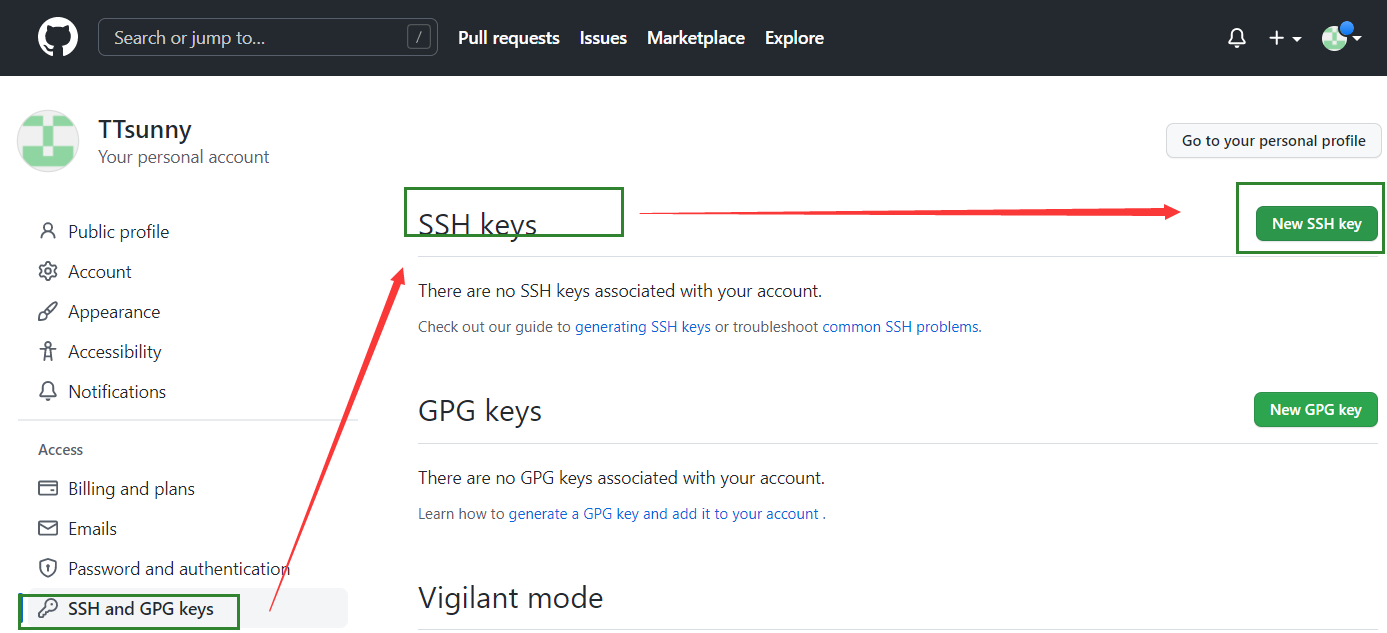 Search or jump to... / Pull requests Issues Marketplace Explore
TTsunny
Your personal account
Go to your personal profile
Public profile
Account
Appearance
Accessibility
Notifications
Access
Billing and plans
Emails
Password and authentication
SSH and GPG keys
SSH keys
New SSH key
There are no SSH keys associated with your account.
Check out our guide to generating SSH keys or troubleshoot common SSH problems.
GPG keys
New GPG key
There are no GPG keys associated with your account.
Learn how to generate a GPG key and add it to your account .
Vigilant mode